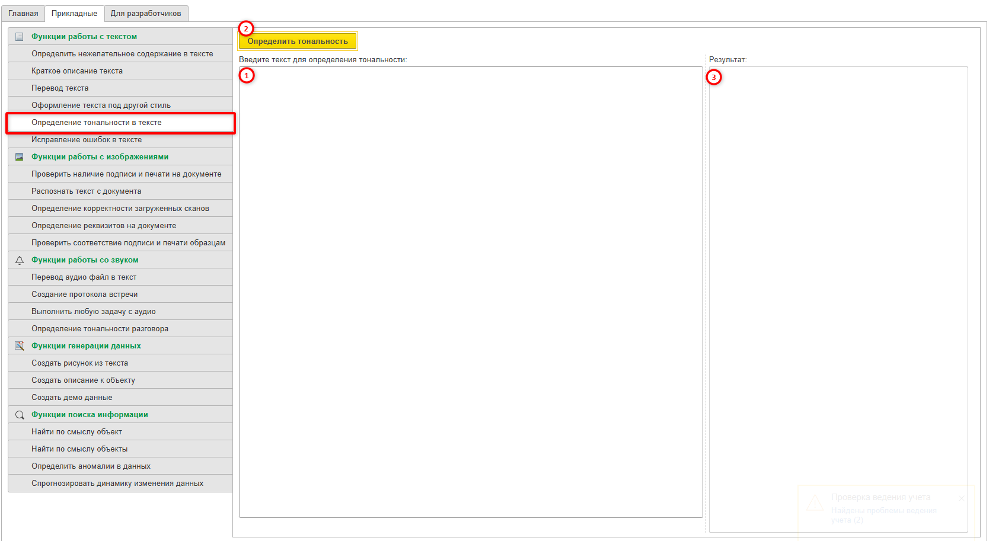 Главная
Прикладные
Для разработчиков
Функции работы с текстом
Определить нежелательное содержание в тексте
Краткое описание текста
Перевод текста
Оформление текста под другой стиль
Определение тональности в тексте
Исправление ошибок в тексте
Функции работы с изображениями
Проверить наличие подписи и печати на документе
Распознать текст с документа
Определение корректности загруженных сканов
Определение реквизитов на документе
Проверить соответствие подписи и печати образцам
Функции работы со звуком
Перевод аудио файл в текст
Создание протокола встречи
Выполнить любую задачу с аудио
Определение тональности разговора
Функции генерации данных
Создать рисунок из текста
Создать описание к объекту
Создать демо данные
Функции поиска информации
Найти по смыслу объект
Найти по смыслу объекты
Определить аномалии в данных
Спрогнозировать динамику изменения данных
2
Определить тональность
Введите текст для определения тональности:
1
Результат:
3
Проверка ведения учета
Найдены проблемы ведения
учета (2)